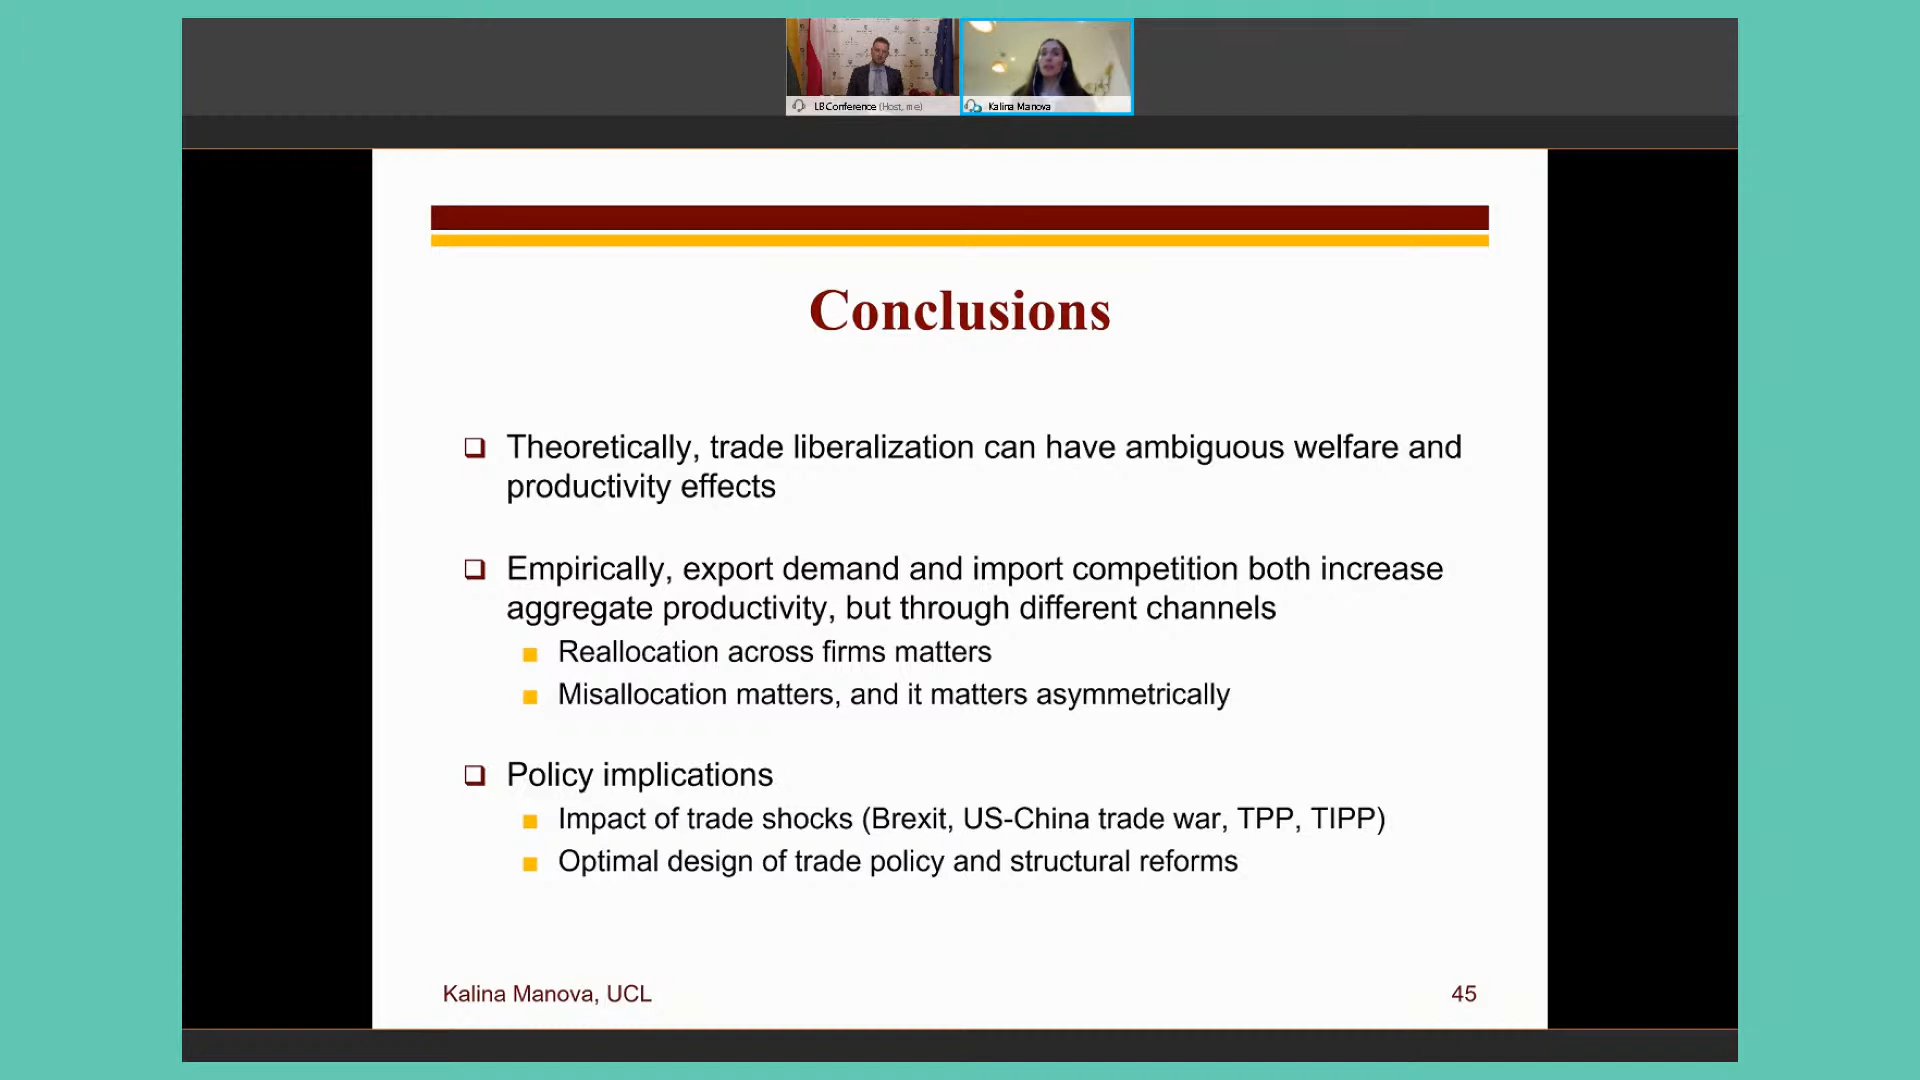 LB Conference (Host, me)
Kalina Manova
Conclusions
Theoretically, trade liberalization can have ambiguous welfare and
productivity effects
Empirically, export demand and import competition both increase
aggregate productivity, but through different channels
Reallocation across firms matters
Misallocation matters, and it matters asymmetrically
Policy implications
Impact of trade shocks (Brexit, US-China trade war, TPP, TIPP)
Optimal design of trade policy and structural reforms
Kalina Manova, UCL
45